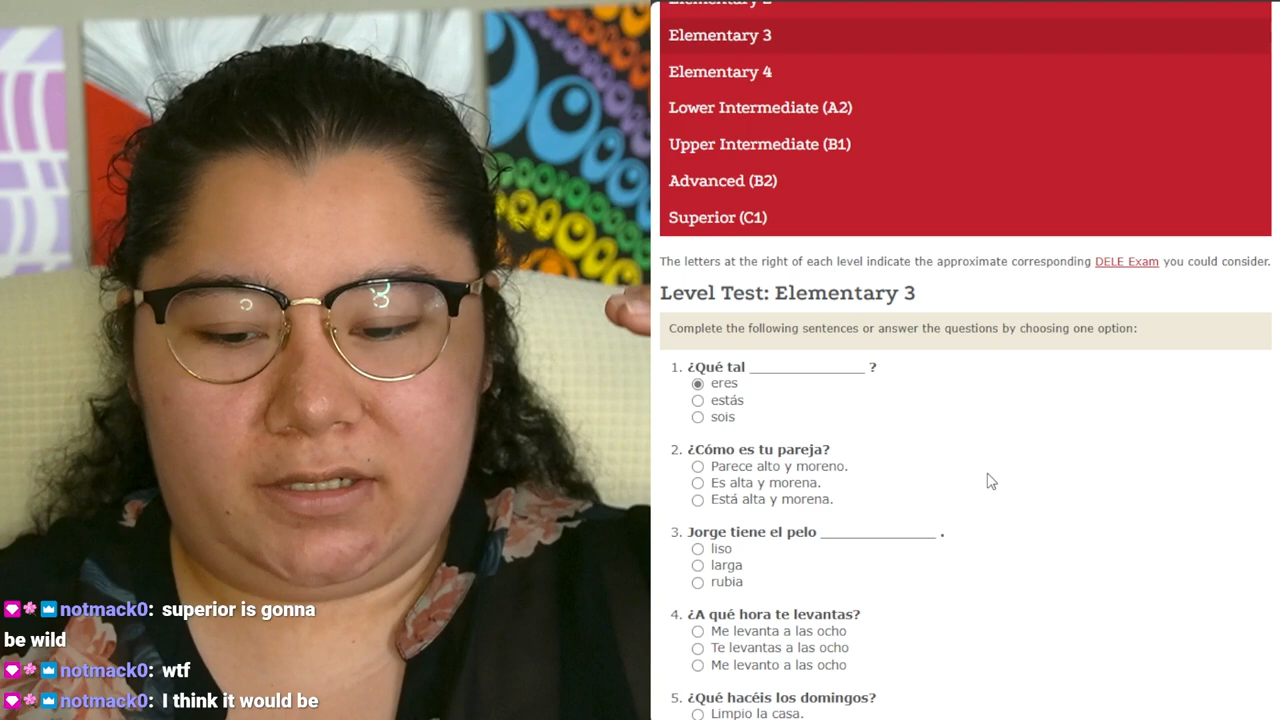 Elementary 3
Elementary 4
Lower Intermediate (A2)
Upper Intermediate (B1)
Advanced (B2)
Superior (C1)
The letters at the right of each level indicate the approximate corresponding DELE Exam you could consider.
Level Test: Elementary 3
Complete the following sentences or answer the questions by choosing one option:
1. ¿Qué tal ________________ ?
eres
estás
sois
2. ¿Cómo es tu pareja?
Parece alto y moreno.
Es alta y morena.
Está alta y morena.
3. Jorge tiene el pelo ________________ .
liso
larga
rubia
4. ¿A qué hora te levantas?
Me levanta a las ocho
Te levantas a las ocho
Me levanto a las ocho
5. ¿Qué hacéis los domingos?
Limpio la casa.
notmack0: superior is gonna
be wild
notmack0: wtf
notmack0: I think it would be